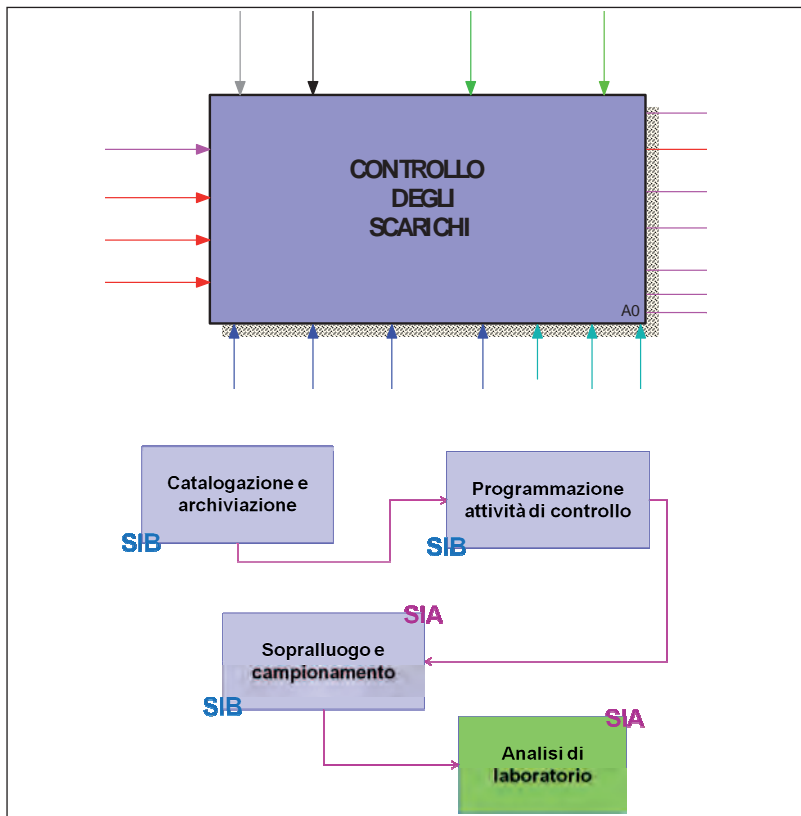 CONTROLLO
DEGLI
SCARICHI
A0
Catalogazione e
archiviazione
SIB
Programmazione
attività di controllo
SIB
SIA
Sopralluogo e
campionamento
SIB
SIA
Analisi di
laboratorio